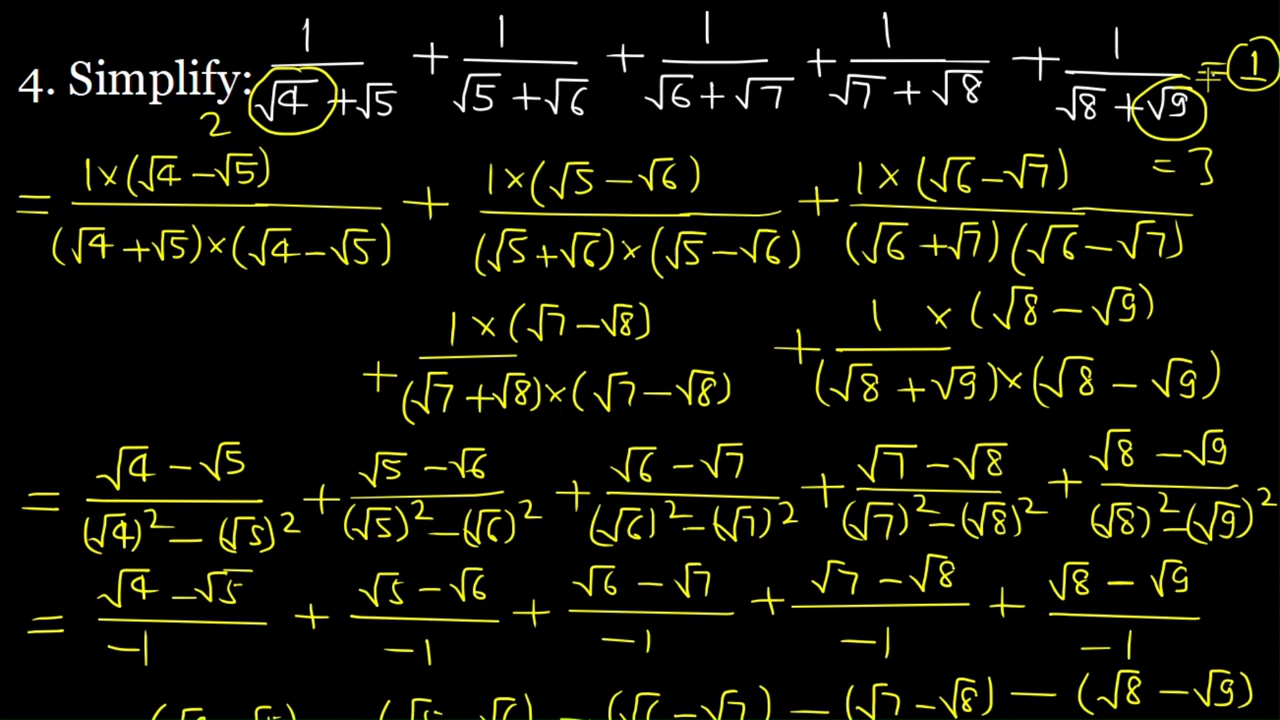 4. Simplify: 1/(√4 + √5) + 1/(√5 + √6) + 1/(√6 + √7) + 1/(√7 + √8) + 1/(√8 + √9) = 1
2
= 3
= (1 × (√4 − √5))/((√4 + √5) × (√4 − √5)) + (1 × (√5 − √6))/((√5 + √6) × (√5 − √6)) + (1 × (√6 − √7))/((√6 + √7)(√6 − √7))
+ (1 × (√7 − √8))/((√7 + √8) × (√7 − √8)) + (1 × (√8 − √9))/((√8 + √9) × (√8 − √9))
= (√4 − √5)/((√4)² − (√5)²) + (√5 − √6)/((√5)² − (√6)²) + (√6 − √7)/((√6)² − (√7)²) + (√7 − √8)/((√7)² − (√8)²) + (√8 − √9)/((√8)² − (√9)²)
= (√4 − √5)/−1 + (√5 − √6)/−1 + (√6 − √7)/−1 + (√7 − √8)/−1 + (√8 − √9)/−1
− (√6 − √7) − (√7 − √8) − (√8 − √9)